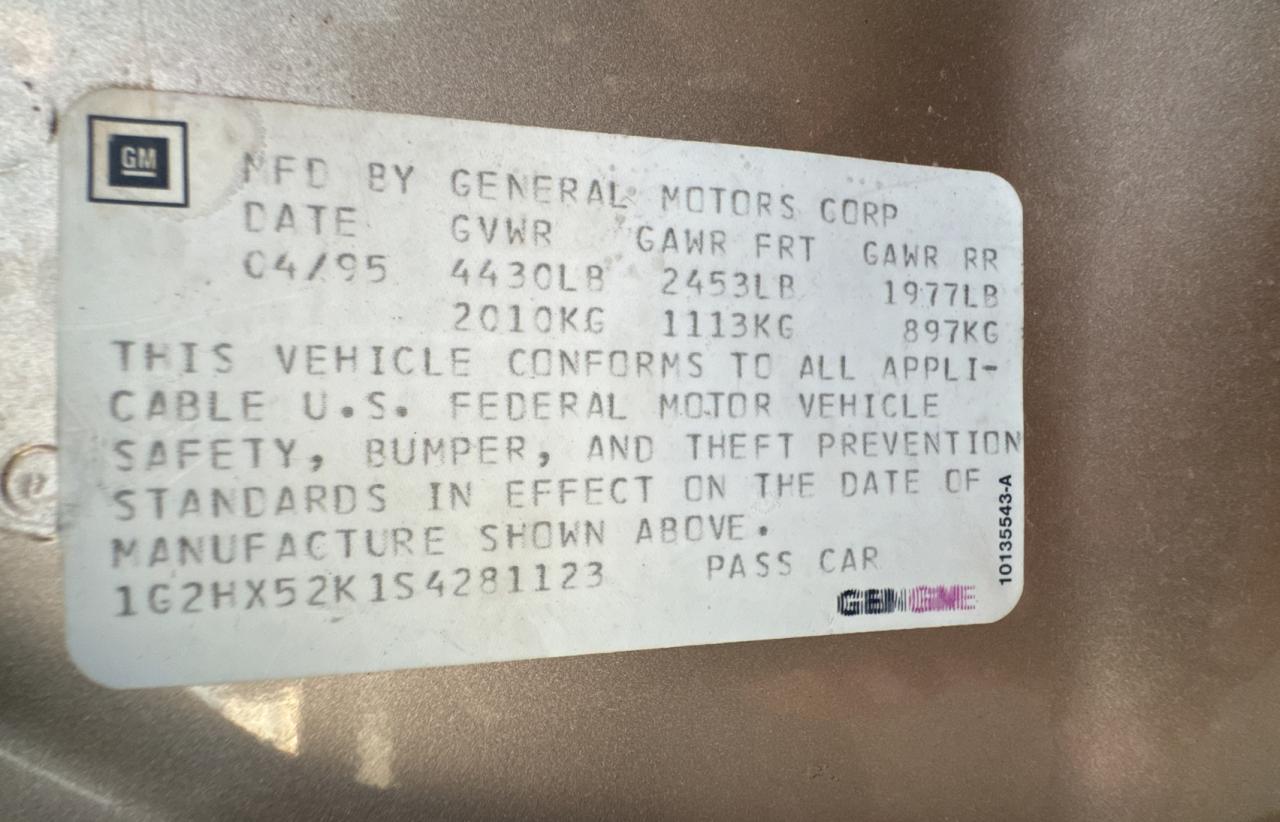 GM
MFD BY GENERAL MOTORS CORP
DATE GVWR GAWR FRT GAWR RR
04/95 4430LB 2453LB 1977LB
2010KG 1113KG 897KG
THIS VEHICLE CONFORMS TO ALL APPLI-
CABLE U.S. FEDERAL MOTOR VEHICLE
SAFETY, BUMPER, AND THEFT PREVENTION
STANDARDS IN EFFECT ON THE DATE OF
MANUFACTURE SHOWN ABOVE.
1G2HX52K1S4281123 PASS CAR
10135543-A